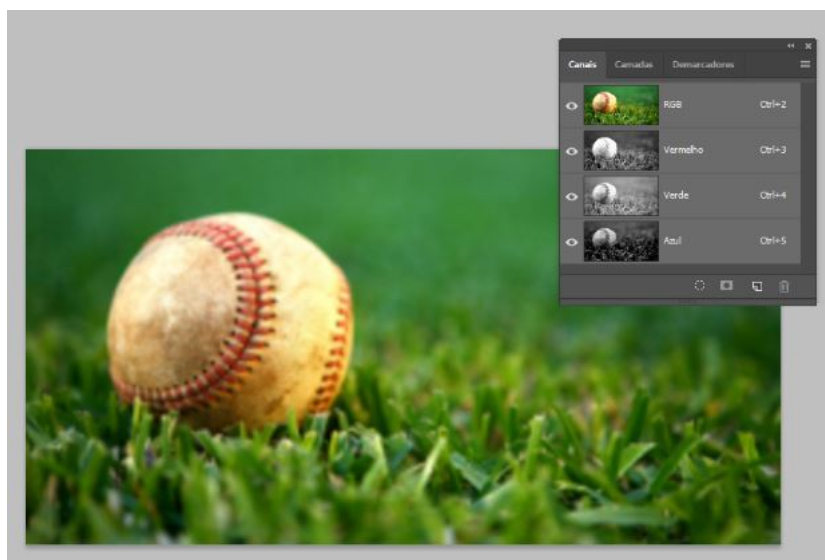 Canais Camadas Demarcadores
RGB Ctrl+2
Vermelho Ctrl+3
Verde Ctrl+4
Azul Ctrl+5